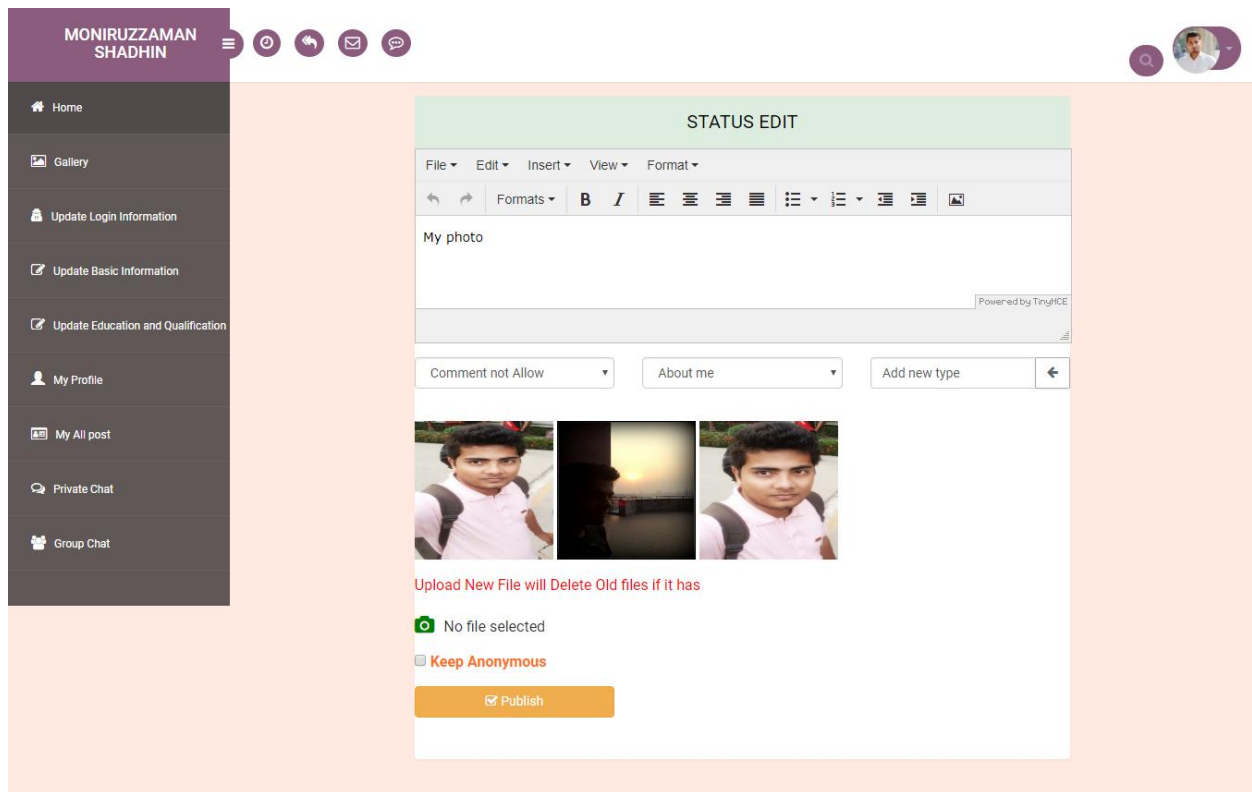 MONIRUZZAMAN
SHADHIN
Home
Gallery
Update Login Information
Update Basic Information
Update Education and Qualification
My Profile
My All post
Private Chat
Group Chat
STATUS EDIT
File Edit Insert View Format
Formats B I
My photo
Powered by TinyMCE
Comment not Allow About me Add new type
Upload New File will Delete Old files if it has
No file selected
Keep Anonymous
Publish